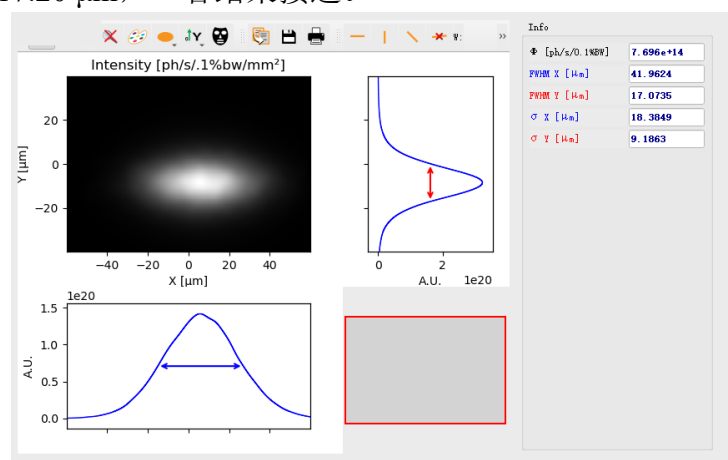 Info
Y:
»
Φ [ph/s/0.1%BW] 7.696e+14
FWHM X [μm] 41.9624
FWHM Y [μm] 17.0735
σ X [μm] 18.3849
σ Y [μm] 9.1863
Intensity [ph/s/.1%bw/mm²]
Y [μm]
20
0
−20
−40 −20 0 20 40
X [μm]
0 2
A.U. 1e20
1e20
A.U.
1.5
1.0
0.5
0.0